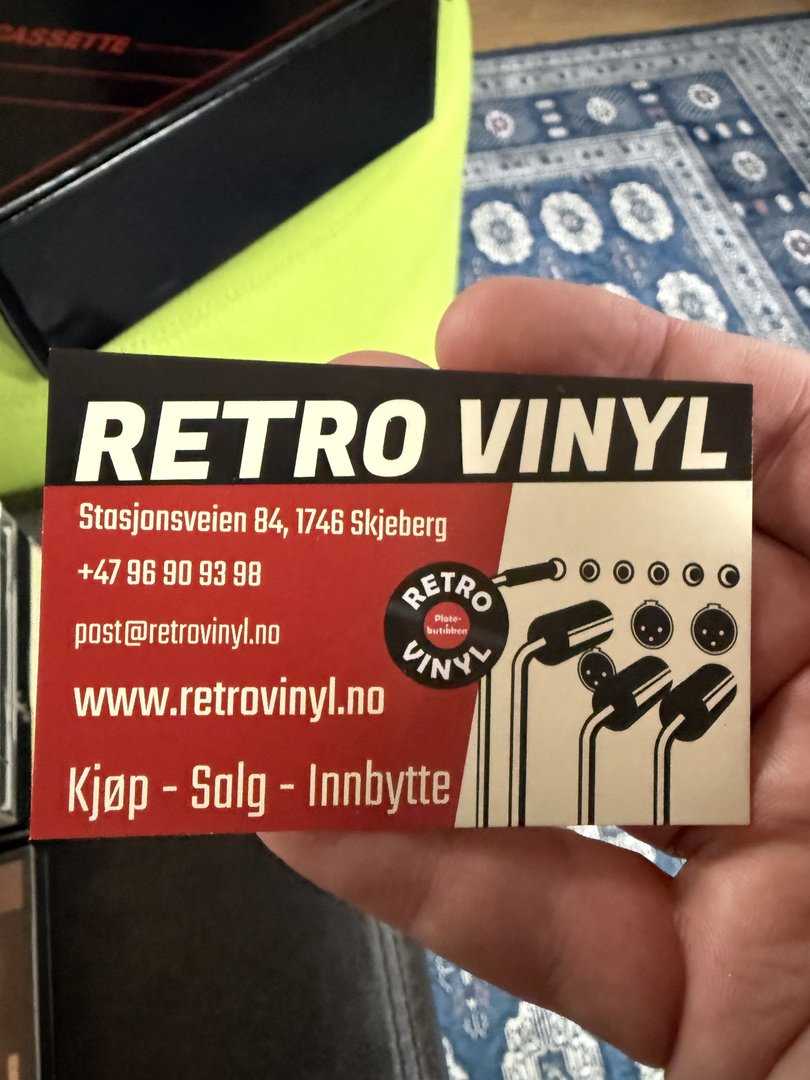 CASSETTE
RETRO VINYL
Stasjonsveien 84, 1746 Skjeberg
+47 96 90 93 98
post@retrovinyl.no
www.retrovinyl.no
Kjøp - Salg - Innbytte
RETRO
Plate-
butikken
VINYL